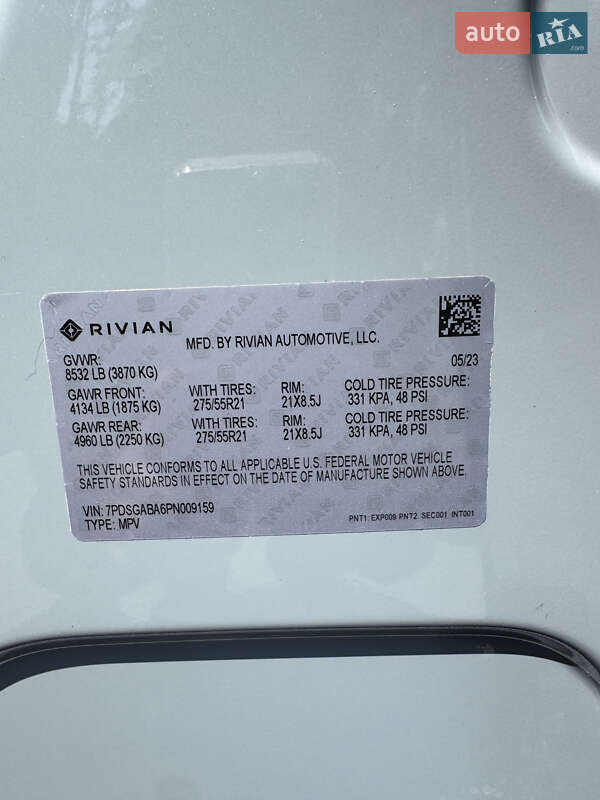 auto RIA.com
RIVIAN
MFD. BY RIVIAN AUTOMOTIVE, LLC.
GVWR:
8532 LB (3870 KG)
05/23
GAWR FRONT: WITH TIRES: RIM: COLD TIRE PRESSURE:
4134 LB (1875 KG) 275/55R21 21X8.5J 331 KPA, 48 PSI
GAWR REAR: WITH TIRES: RIM: COLD TIRE PRESSURE:
4960 LB (2250 KG) 275/55R21 21X8.5J 331 KPA, 48 PSI
THIS VEHICLE CONFORMS TO ALL APPLICABLE U.S. FEDERAL MOTOR VEHICLE
SAFETY STANDARDS IN EFFECT ON THE DATE OF MANUFACTURE SHOWN ABOVE.
VIN: 7PDSGABA6PN009159
TYPE: MPV
PNT1: EXP009 PNT2: SEC001 INT001